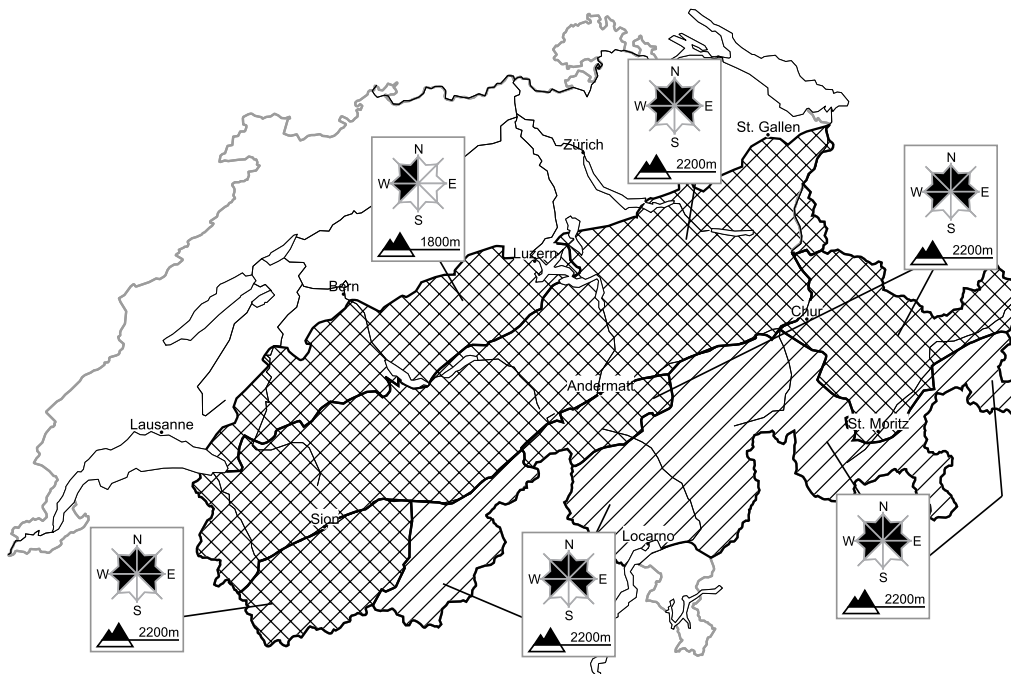 N
W E
S
2200m
St. Gallen
Zürich
N
W E
S
1800m
N
W E
S
2200m
Luzern
Bern
Chur
Andermatt
Lausanne
St. Moritz
Sion
Locarno
N
W E
S
2200m
N
W E
S
2200m
N
W E
S
2200m